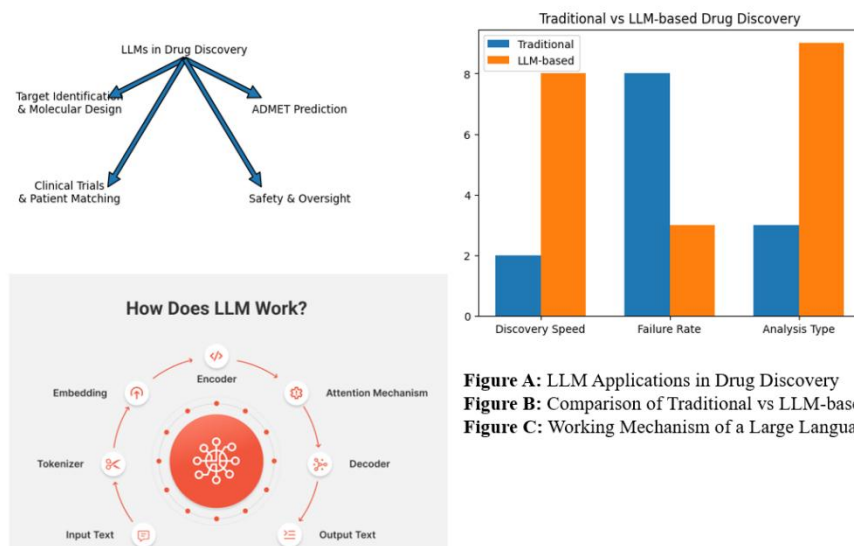 LLMs in Drug Discovery
Target Identification
& Molecular Design
ADMET Prediction
Clinical Trials
& Patient Matching
Safety & Oversight
Traditional vs LLM-based Drug Discovery
Traditional
LLM-based
8
6
4
2
0
Discovery Speed
Failure Rate
Analysis Type
How Does LLM Work?
Encoder
Embedding
Attention Mechanism
Tokenizer
Decoder
Input Text
Output Text
Figure A: LLM Applications in Drug Discovery
Figure B: Comparison of Traditional vs LLM-base
Figure C: Working Mechanism of a Large Langua